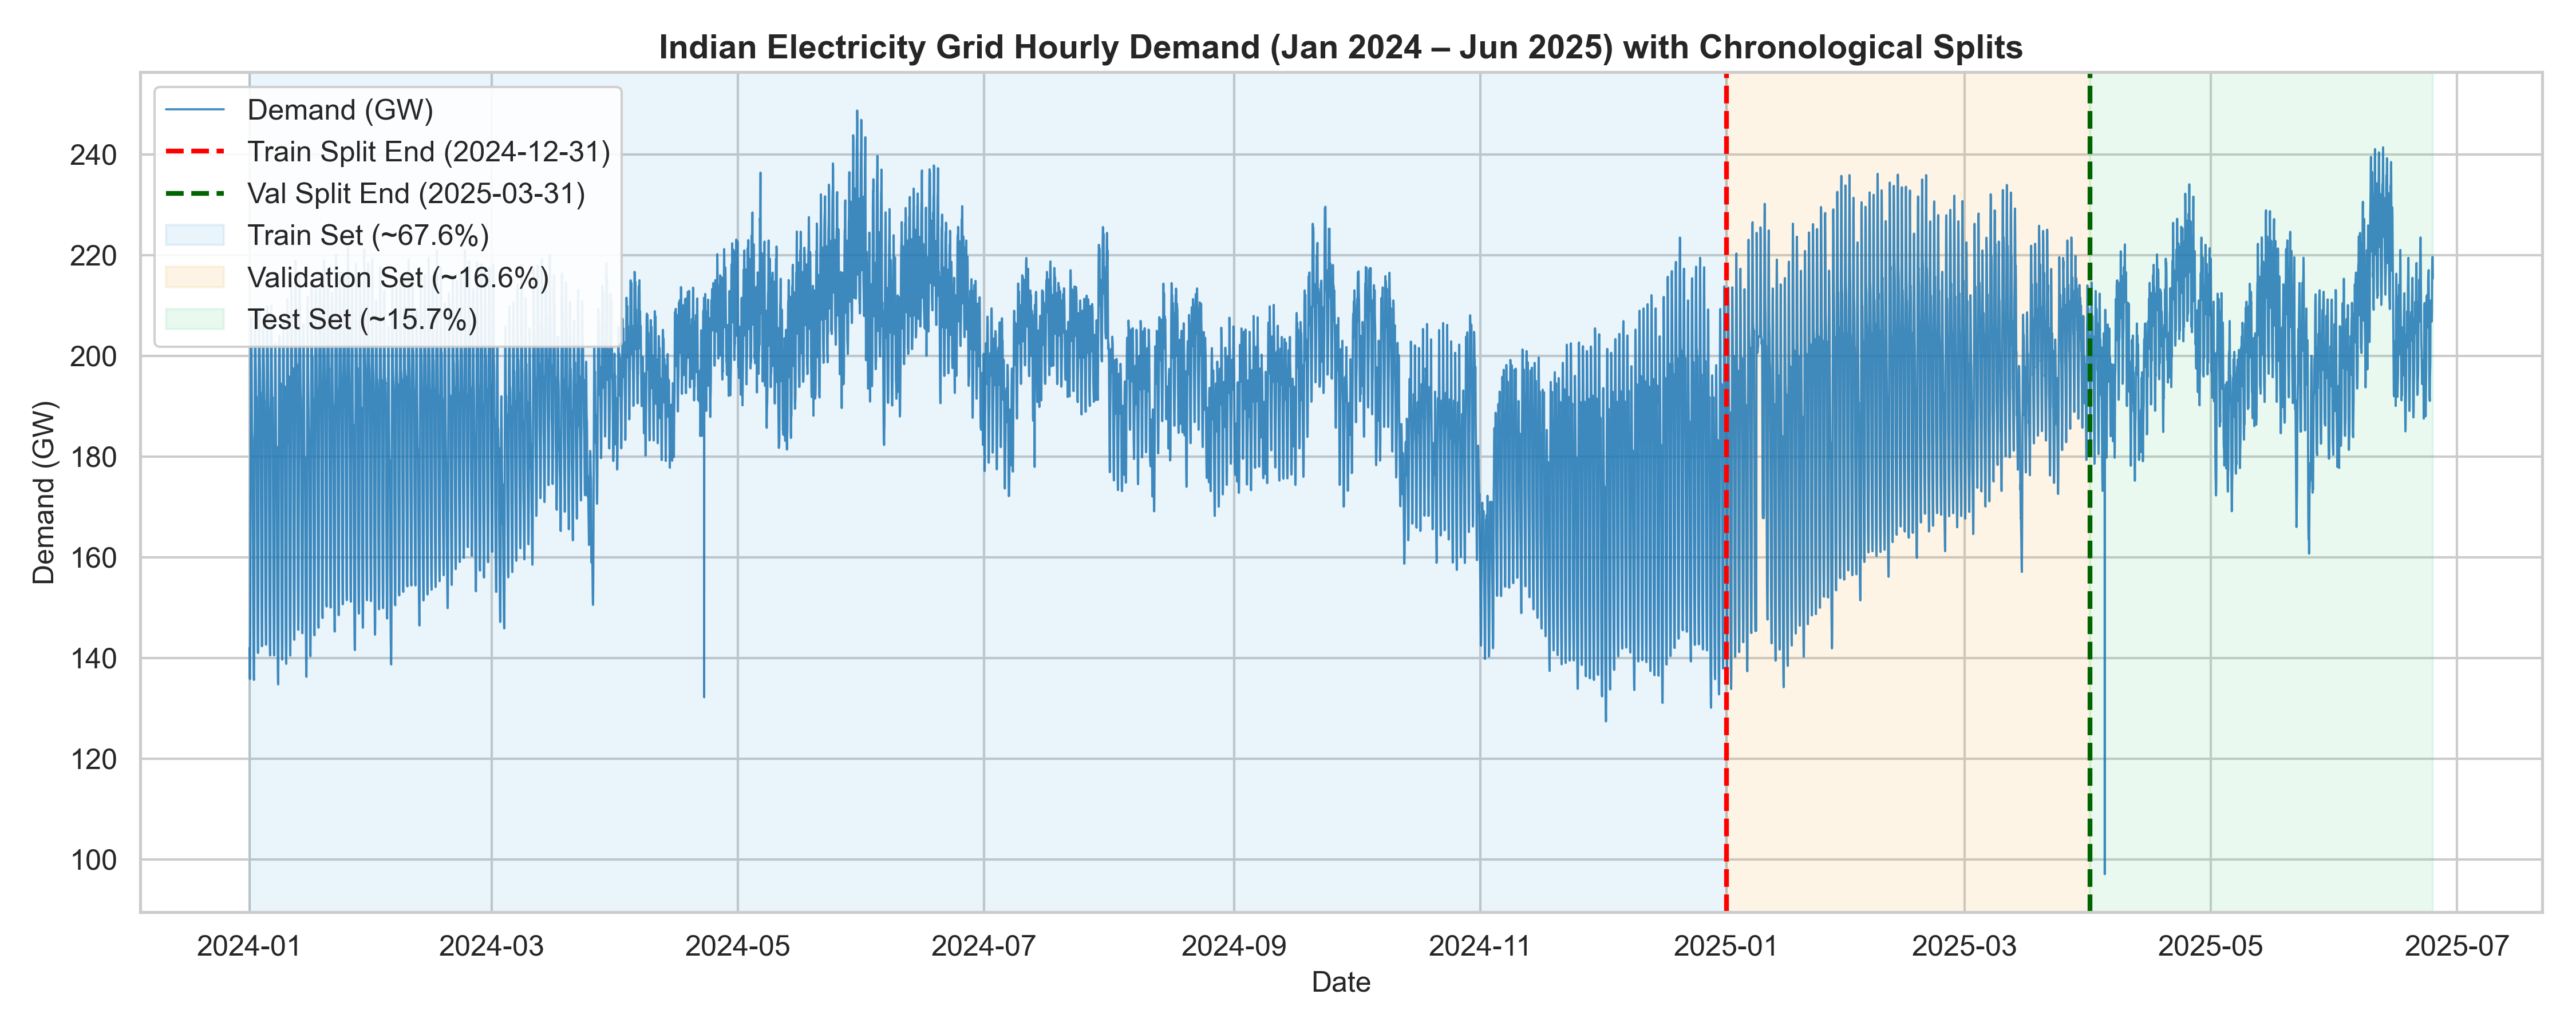 Indian Electricity Grid Hourly Demand (Jan 2024 – Jun 2025) with Chronological Splits
Demand (GW)
Train Split End (2024-12-31)
Val Split End (2025-03-31)
Train Set (~67.6%)
Validation Set (~16.6%)
Test Set (~15.7%)
Demand (GW)
240
220
200
180
160
140
120
100
2024-01 2024-03 2024-05 2024-07 2024-09 2024-11 2025-01 2025-03 2025-05 2025-07
Date